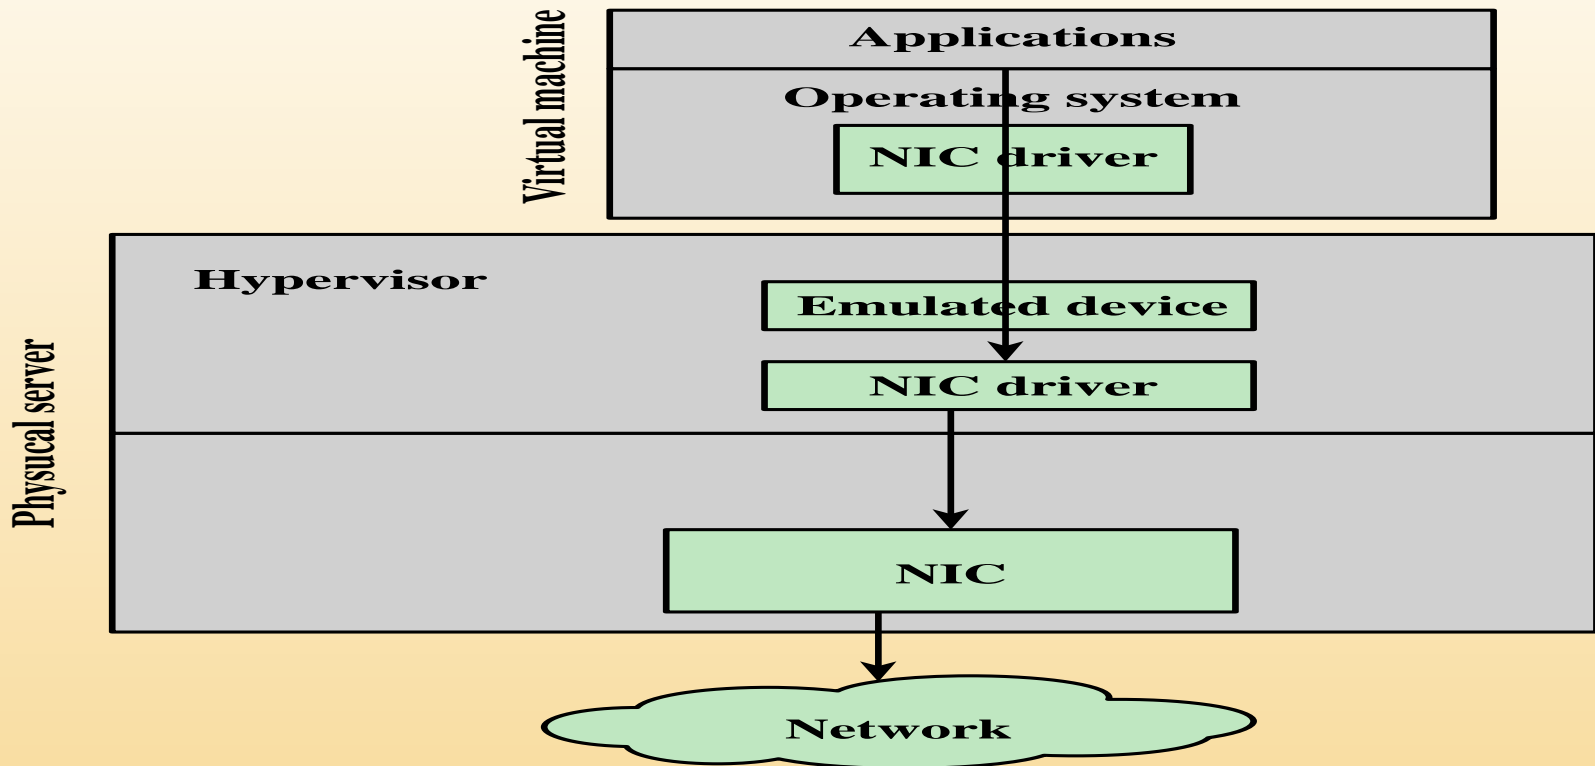 Virtual machine
Applications
Operating system
NIC driver
Physucal server
Hypervisor
Emulated device
NIC driver
NIC
Network